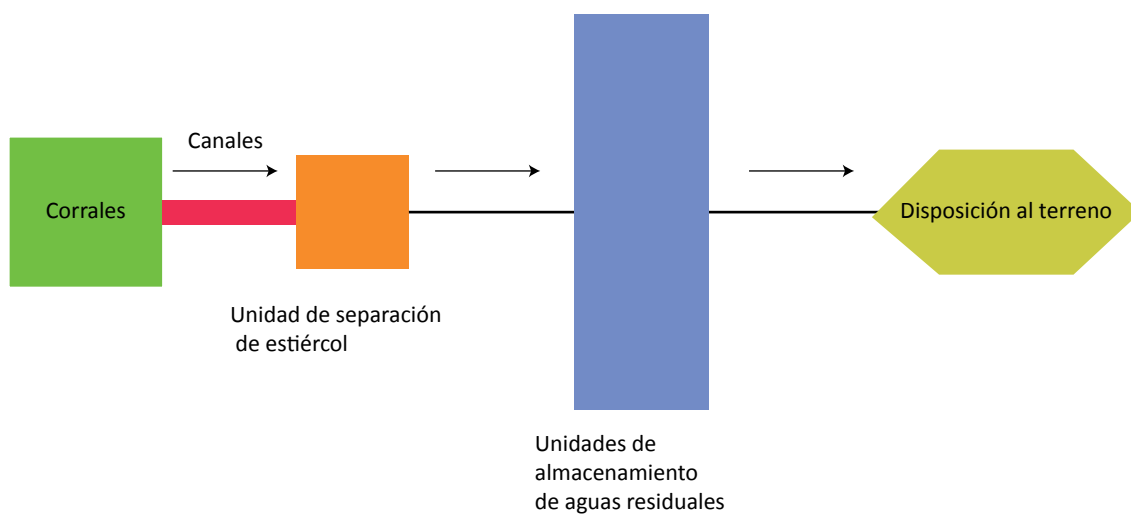 Canales
Corrales
Disposición al terreno
Unidad de separación
de estiércol
Unidades de
almacenamiento
de aguas residuales